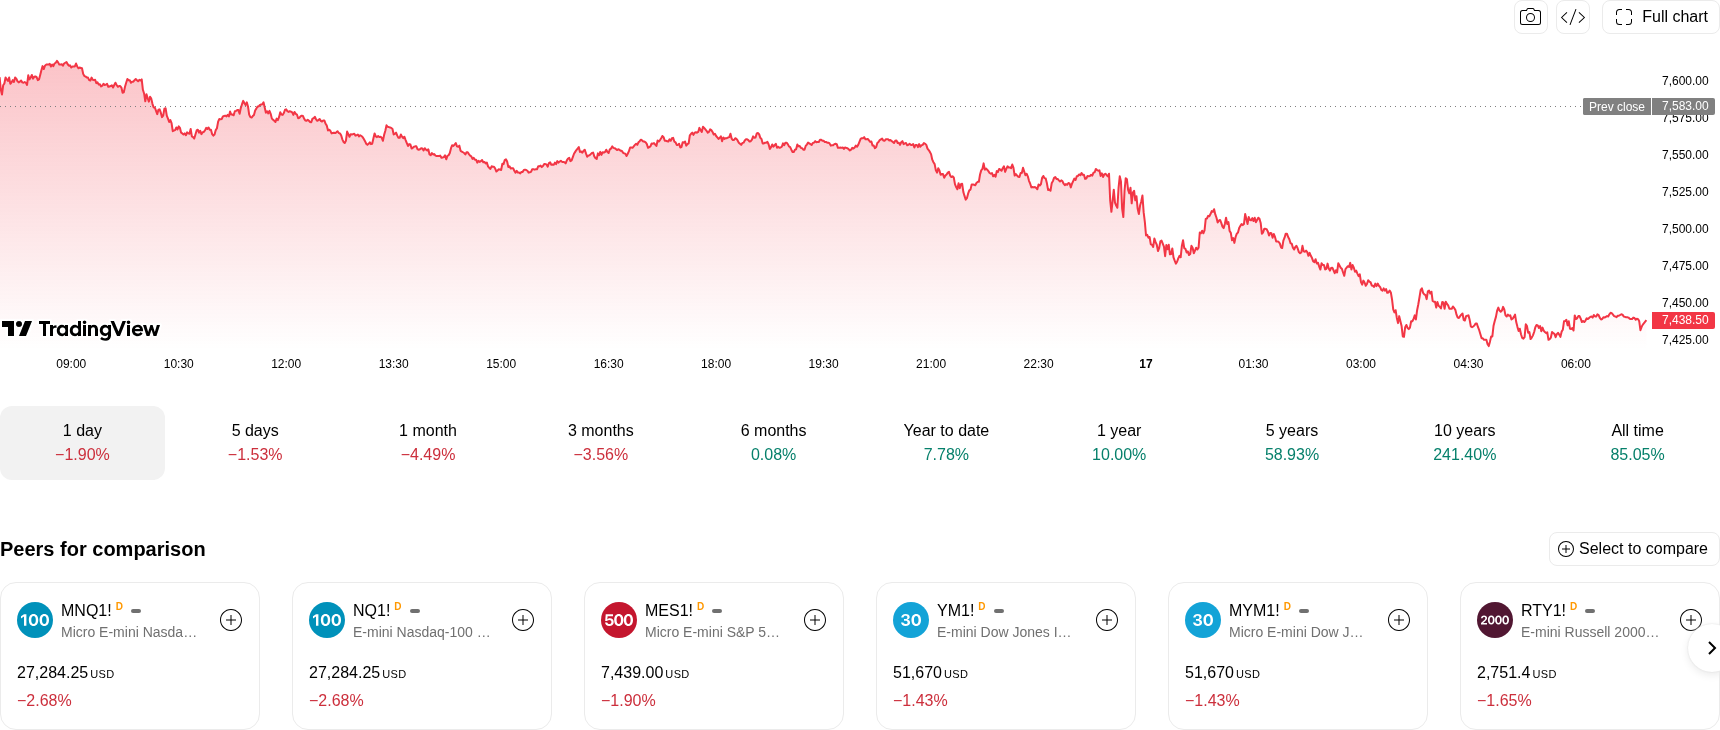 Full chart
7,600.00
Prev close 7,583.00
7,575.00
7,550.00
7,525.00
7,500.00
7,475.00
7,450.00
7,438.50
7,425.00
TradingView
09:00 10:30 12:00 13:30 15:00 16:30 18:00 19:30 21:00 22:30 17 01:30 03:00 04:30 06:00
1 day 5 days 1 month 3 months 6 months Year to date 1 year 5 years 10 years All time
−1.90% −1.53% −4.49% −3.56% 0.08% 7.78% 10.00% 58.93% 241.40% 85.05%
Peers for comparison
Select to compare
100 MNQ1! D
Micro E-mini Nasda…
27,284.25 USD
−2.68%
100 NQ1! D
E-mini Nasdaq-100 …
27,284.25 USD
−2.68%
500 MES1! D
Micro E-mini S&P 5…
7,439.00 USD
−1.90%
30 YM1! D
E-mini Dow Jones I…
51,670 USD
−1.43%
30 MYM1! D
Micro E-mini Dow J…
51,670 USD
−1.43%
2000 RTY1! D
E-mini Russell 2000…
2,751.4 USD
−1.65%